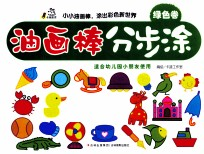 小小油画棒，涂出彩色新世界
绿色卷
油画棒分步涂
适合幼儿园小朋友使用